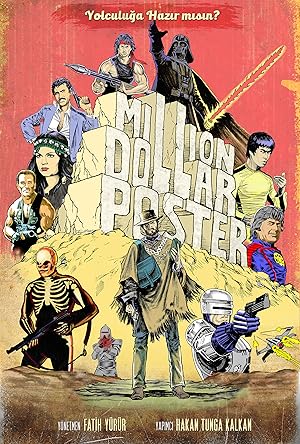 Yolculuğa Hazır mısın?
MILLION
DOLLAR
POSTER
YÖNETMEN FATİH YÜRÜR YAPIMCI HAKAN TUNGA KALKAN